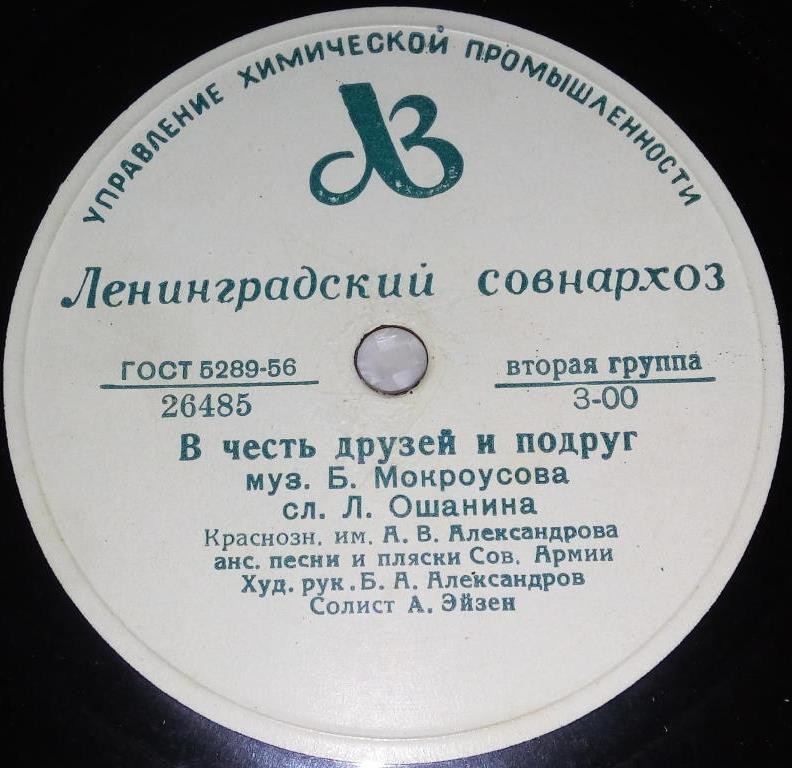 УПРАВЛЕНИЕ ХИМИЧЕСКОЙ ПРОМЫШЛЕННОСТИ
ЛЗ
Ленинградский совнархоз
ГОСТ 5289-56
26485
вторая группа
3-00
В честь друзей и подруг
муз. Б. Мокроусова
сл. Л. Ошанина
Краснозн. им. А. В. Александрова
анс. песни и пляски Сов. Армии
Худ. рук. Б. А. Александров
Солист А. Эйзен